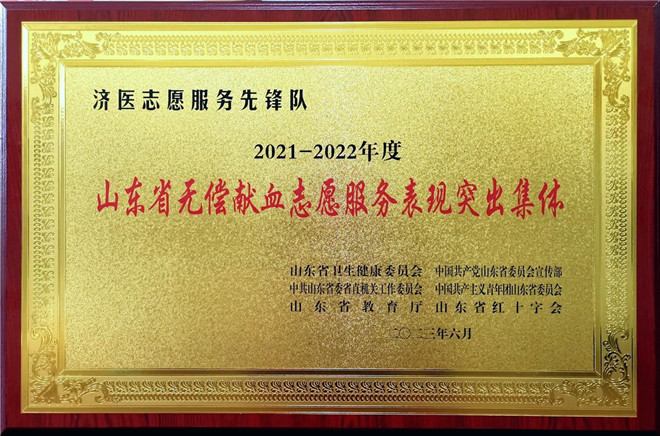 济医志愿服务先锋队
2021-2022年度
山东省无偿献血志愿服务表现突出集体
山东省卫生健康委员会 中国共产党山东省委员会宣传部
中共山东省委省直机关工作委员会 中国共产主义青年团山东省委员会
山东省教育厅 山东省红十字会
二〇二三年六月